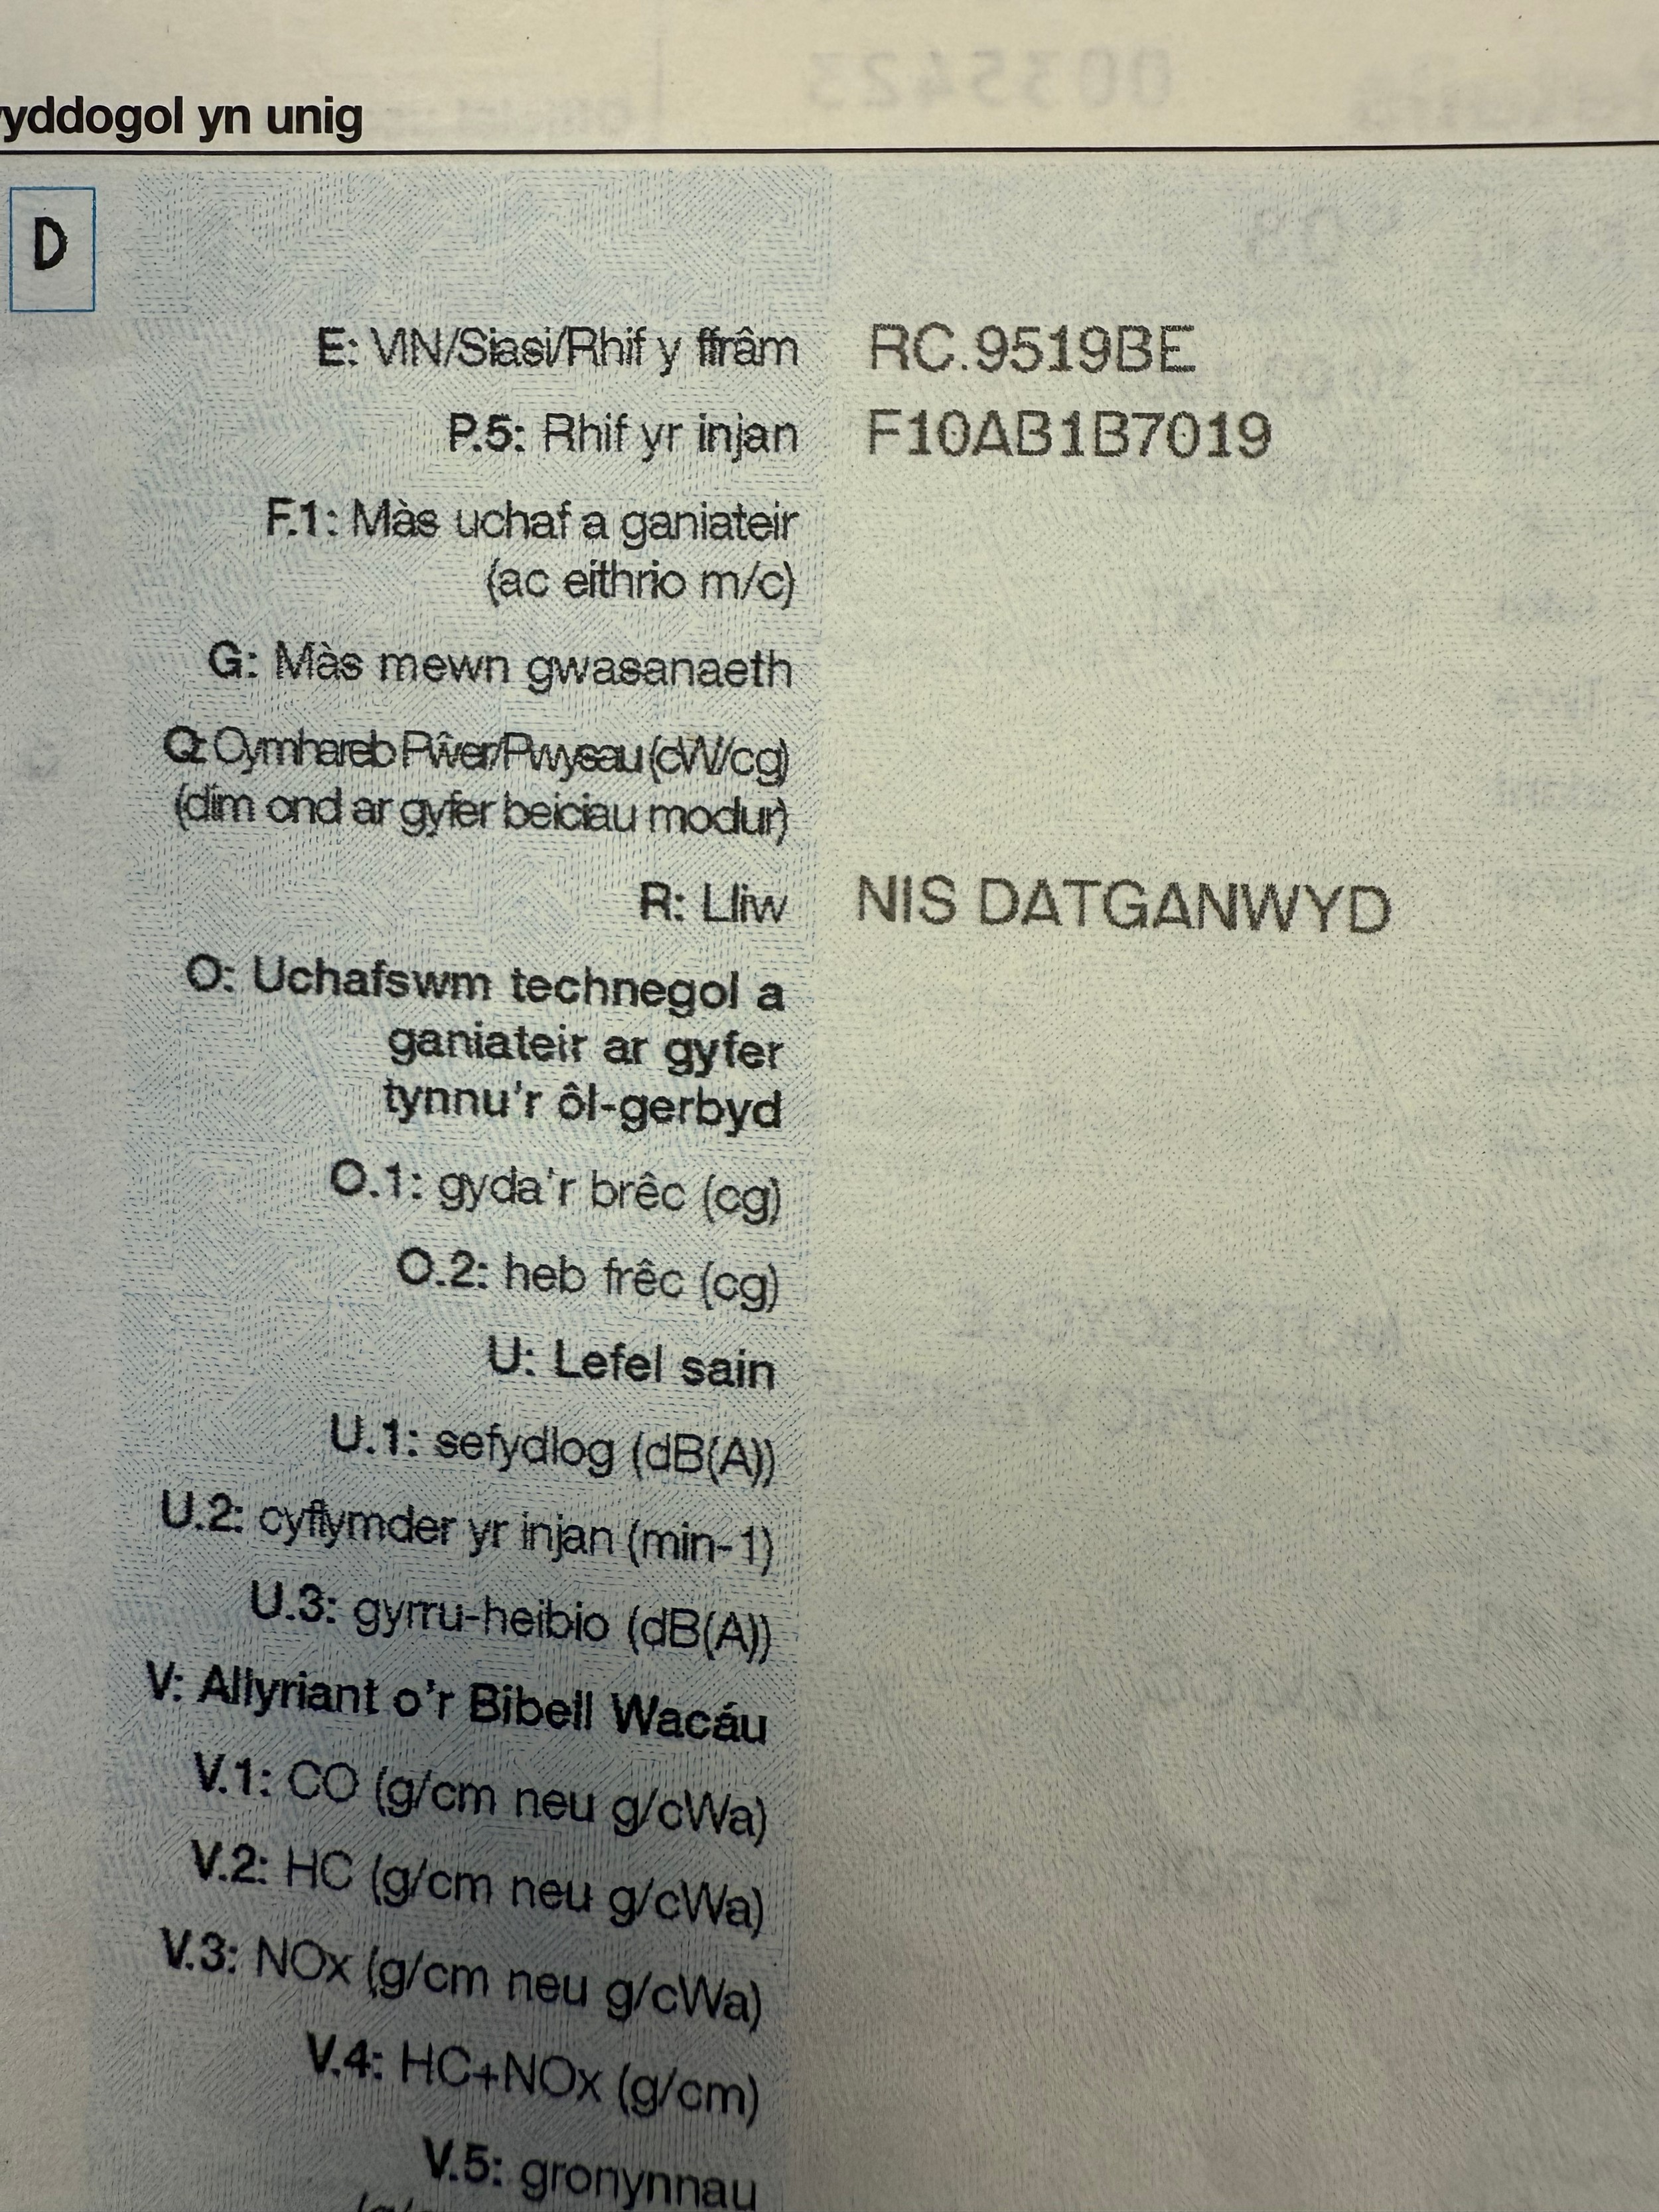 yddogol yn unig
D
E: VIN/Siasi/Rhif y ffrâm RC.9519BE
P.5: Rhif yr injan F10AB1B7019
F.1: Màs uchaf a ganiateir
(ac eithrio m/c)
G: Màs mewn gwasanaeth
Q: Cymhareb Pŵer/Pwysau (cW/cg)
(dim ond ar gyfer beiciau modur)
R: Lliw NIS DATGANWYD
O: Uchafswm technegol a
ganiateir ar gyfer
tynnu'r ôl-gerbyd
O.1: gyda'r brêc (cg)
O.2: heb frêc (cg)
U: Lefel sain
U.1: sefydlog (dB(A))
U.2: cyflymder yr injan (min-1)
U.3: gyrru-heibio (dB(A))
V: Allyriant o'r Bibell Wacáu
V.1: CO (g/cm neu g/cWa)
V.2: HC (g/cm neu g/cWa)
V.3: NOx (g/cm neu g/cWa)
V.4: HC+NOx (g/cm)
V.5: gronynnau